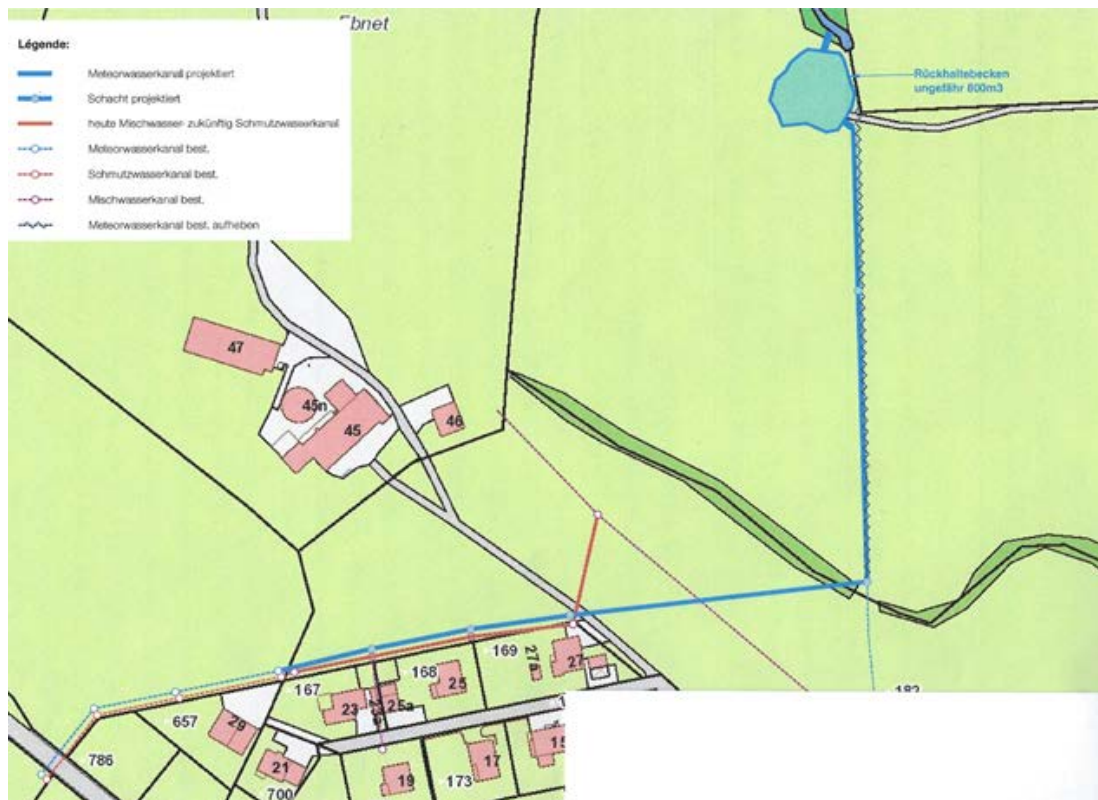 Ebnet
Légende:
Meteorwasserkanal projektiert
Schacht projektiert
heute Mischwasser- zukünftig Schmutzwasserkanal
Meteorwasserkanal best.
Schmutzwasserkanal best.
Mischwasserkanal best.
Meteorwasserkanal best. aufheben
Rückhaltebecken
ungefähr 800m3
47
45n
45
46
169
27a
27
168
25
167
23
25a
657
29
182
786
21
19
173
17
15
700